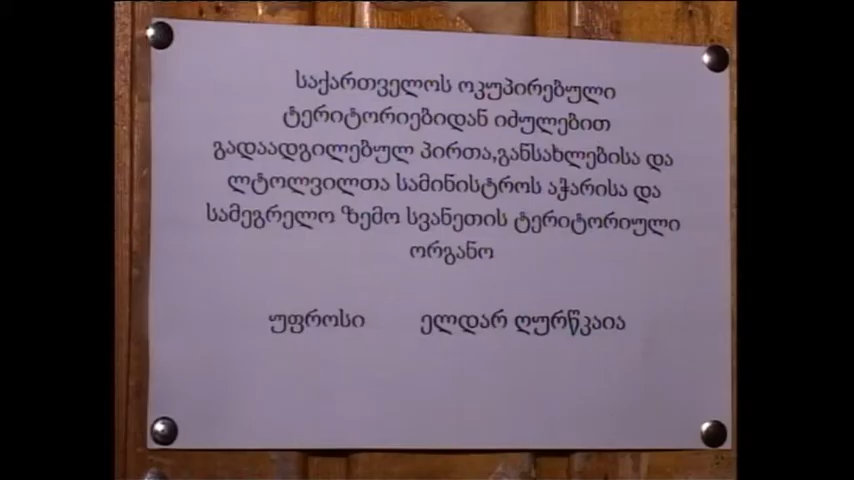 საქართველოს ოკუპირებული
ტერიტორიებიდან იძულებით
გადაადგილებულ პირთა,განსახლებისა და
ლტოლვილთა სამინისტროს აჭარისა და
სამეგრელო ზემო სვანეთის ტერიტორიული
ორგანო
უფროსი ელდარ ღურწკაია